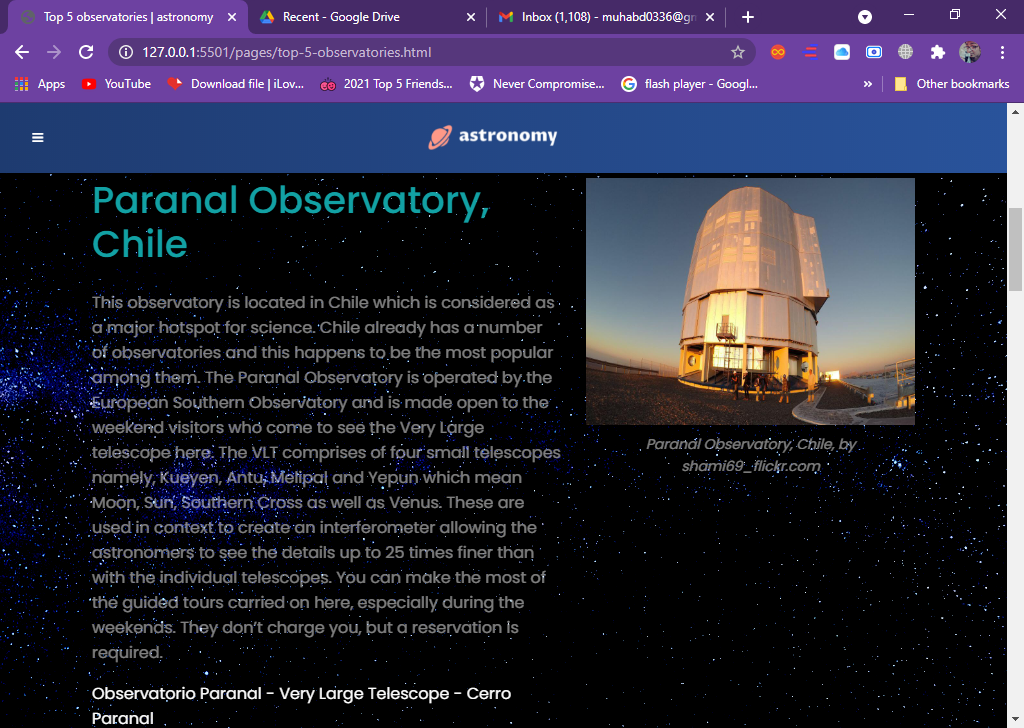 Top 5 observatories | astronomy
Recent - Google Drive
Inbox (1,108) - muhabd0336@gn
127.0.0.1:5501/pages/top-5-observatories.html
Apps
YouTube
Download file | iLov...
2021 Top 5 Friends...
Never Compromise...
flash player - Googl...
»
Other bookmarks
astronomy
Paranal Observatory,
Chile
This observatory is located in Chile which is considered as
a major hotspot for science. Chile already has a number
of observatories and this happens to be the most popular
among them. The Paranal Observatory is operated by the
European Southern Observatory and is made open to the
weekend visitors who come to see the Very Large
telescope here. The VLT comprises of four small telescopes
namely, Kueyen, Antu, Melipal and Yepun which mean
Moon, Sun, Southern Cross as well as Venus. These are
used in context to create an interferometer allowing the
astronomers to see the details up to 25 times finer than
with the individual telescopes. You can make the most of
the guided tours carried on here, especially during the
weekends. They don’t charge you, but a reservation is
required.
Observatorio Paranal - Very Large Telescope - Cerro
Paranal
Paranal Observatory, Chile, by
shami69_flickr.com